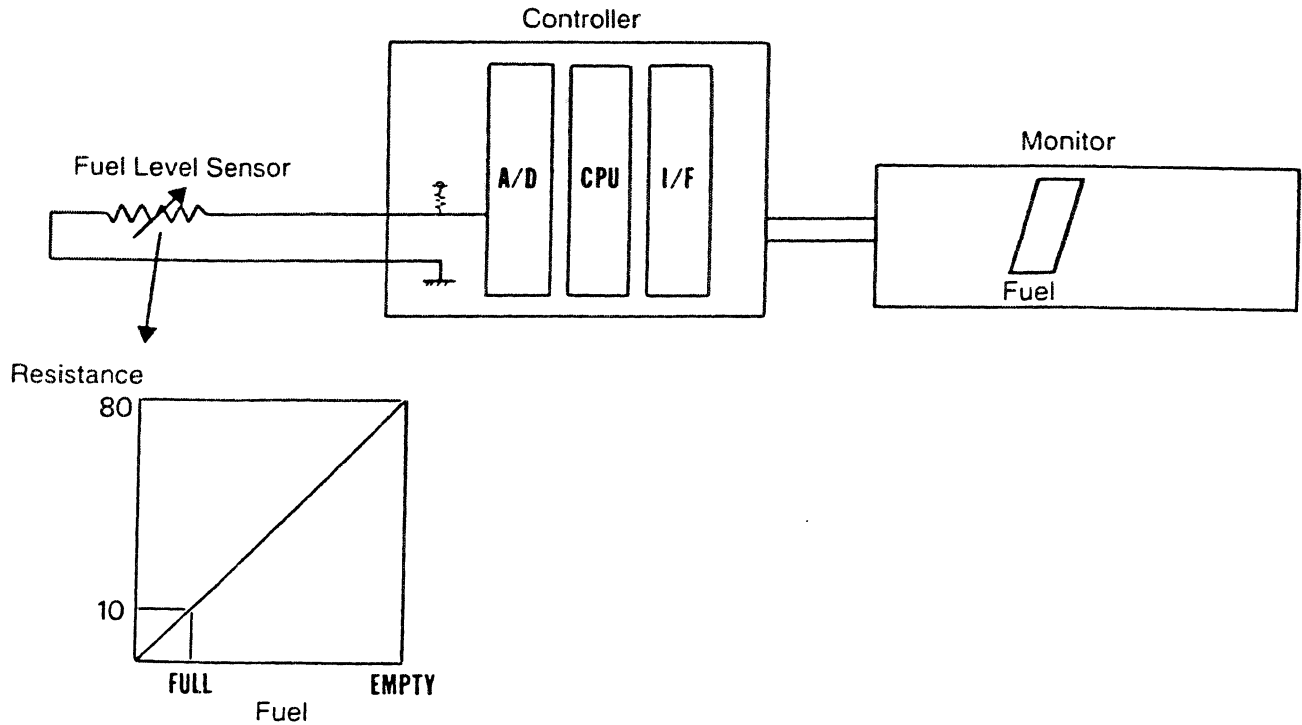 Controller
Fuel Level Sensor
A/D
CPU
I/F
Monitor
Fuel
Resistance
80
10
FULL
EMPTY
Fuel